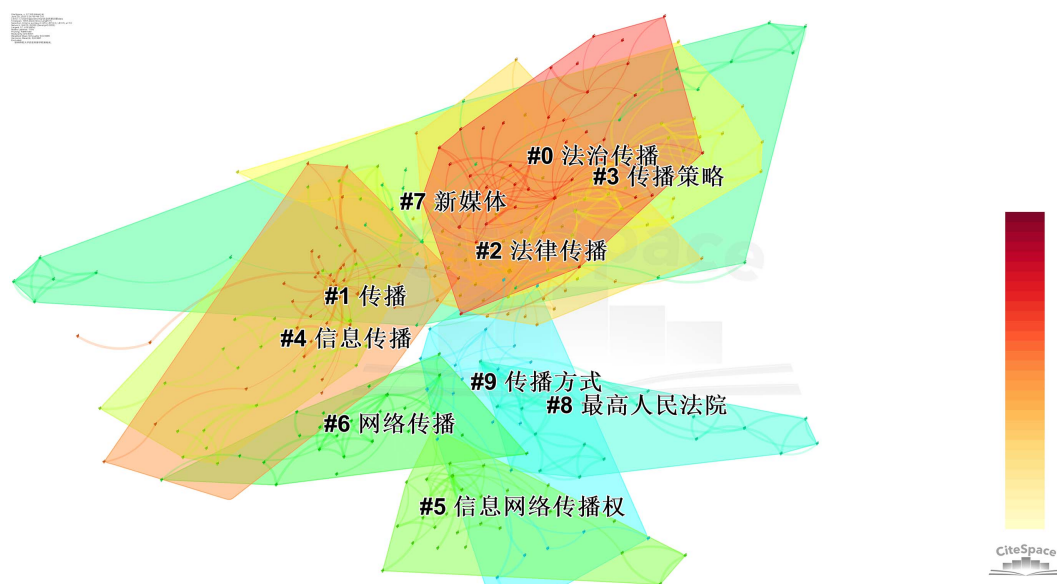 #0 法治传播
#3 传播策略
#7 新媒体
#2 法律传播
#1 传播
#4 信息传播
#9 传播方式
#8 最高人民法院
#6 网络传播
#5 信息网络传播权
CiteSpace